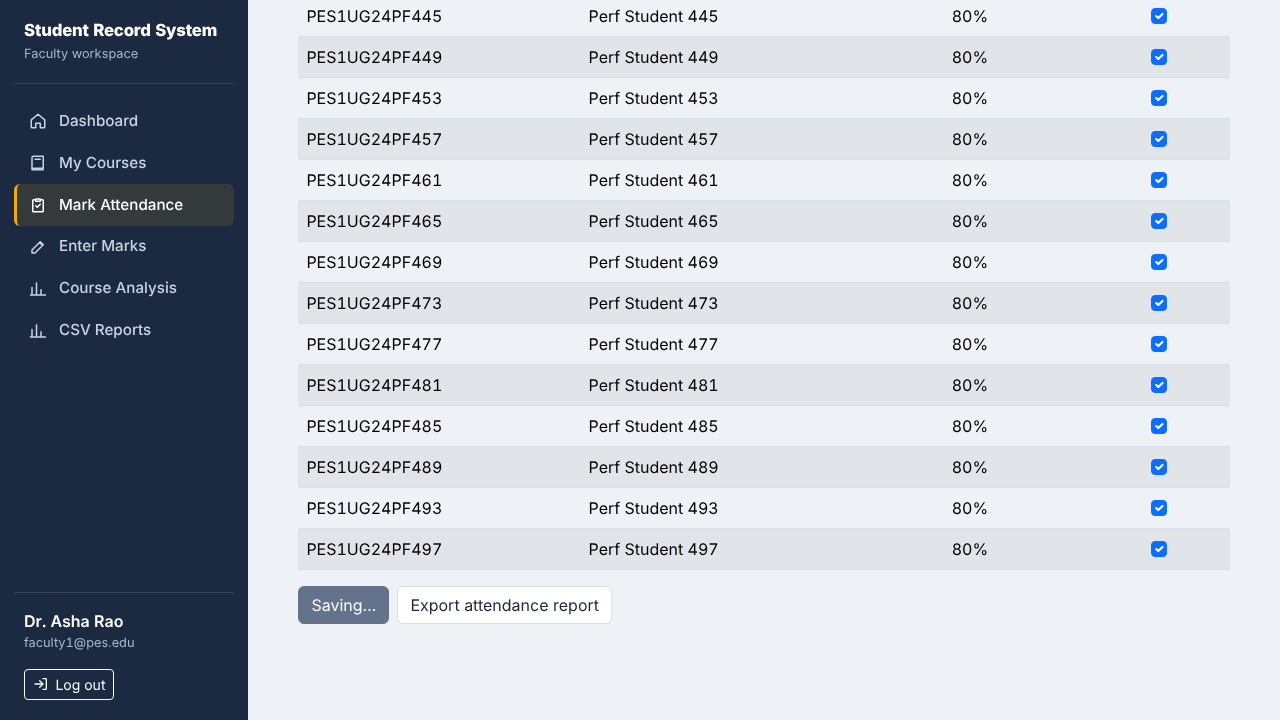 Student Record System
Faculty workspace
Dashboard
My Courses
Mark Attendance
Enter Marks
Course Analysis
CSV Reports
Dr. Asha Rao
faculty1@pes.edu
Log out
PES1UG24PF445 Perf Student 445 80%
PES1UG24PF449 Perf Student 449 80%
PES1UG24PF453 Perf Student 453 80%
PES1UG24PF457 Perf Student 457 80%
PES1UG24PF461 Perf Student 461 80%
PES1UG24PF465 Perf Student 465 80%
PES1UG24PF469 Perf Student 469 80%
PES1UG24PF473 Perf Student 473 80%
PES1UG24PF477 Perf Student 477 80%
PES1UG24PF481 Perf Student 481 80%
PES1UG24PF485 Perf Student 485 80%
PES1UG24PF489 Perf Student 489 80%
PES1UG24PF493 Perf Student 493 80%
PES1UG24PF497 Perf Student 497 80%
Saving... Export attendance report